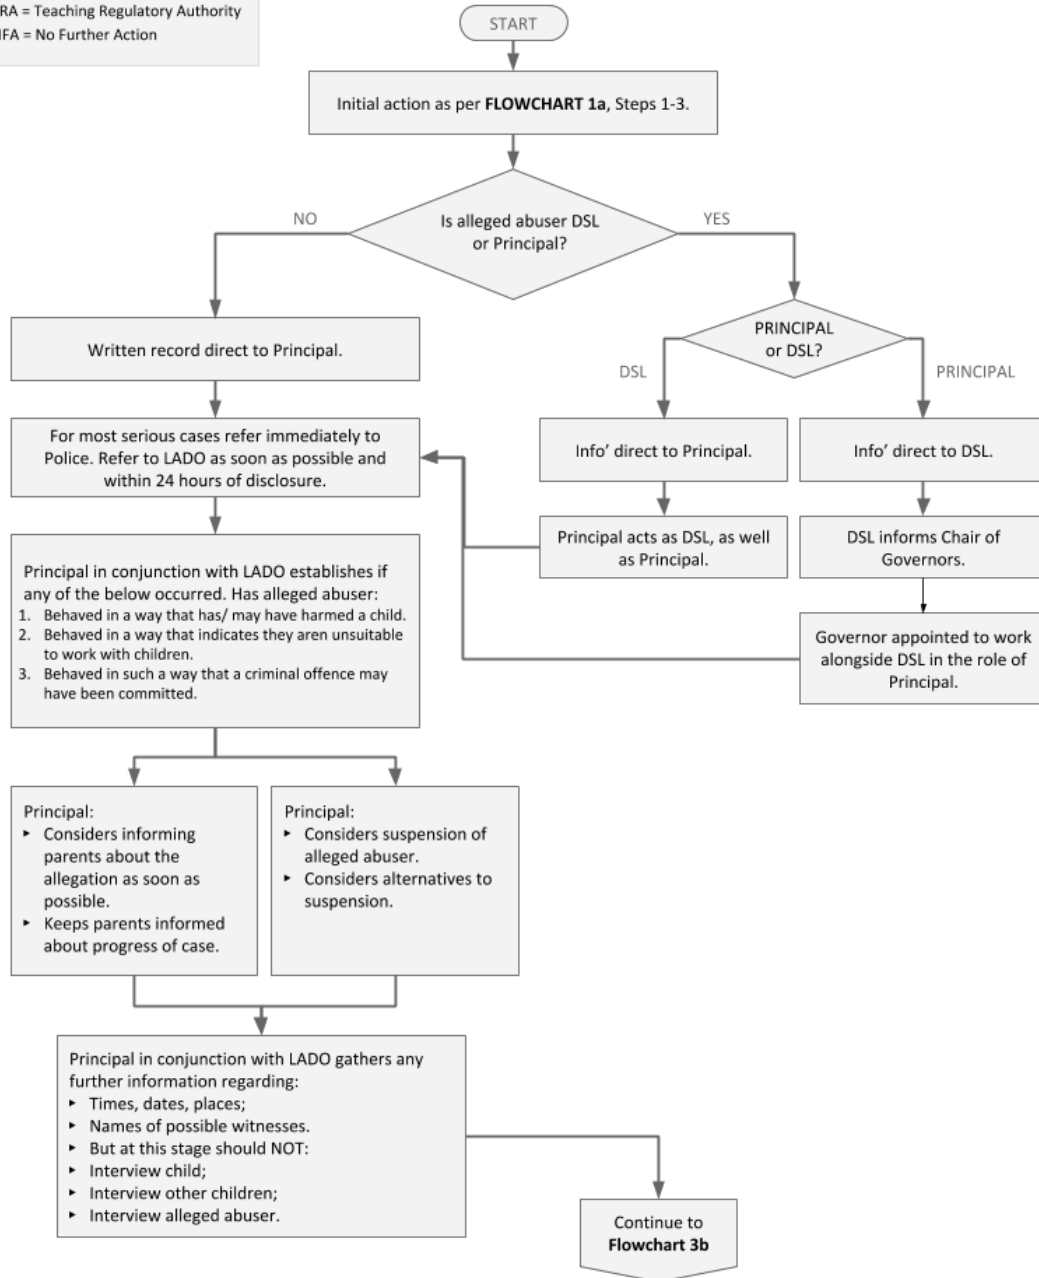 RA = Teaching Regulatory Authority
FA = No Further Action
START
Initial action as per FLOWCHART 1a, Steps 1-3.
Is alleged abuser DSL
or Principal?
NO
YES
Written record direct to Principal.
PRINCIPAL
or DSL?
DSL
PRINCIPAL
For most serious cases refer immediately to
Police. Refer to LADO as soon as possible and
within 24 hours of disclosure.
Info’ direct to Principal.
Info’ direct to DSL.
Principal acts as DSL, as well
as Principal.
DSL informs Chair of
Governors.
Principal in conjunction with LADO establishes if
any of the below occurred. Has alleged abuser:
1. Behaved in a way that has/ may have harmed a child.
2. Behaved in a way that indicates they aren unsuitable
to work with children.
3. Behaved in such a way that a criminal offence may
have been committed.
Governor appointed to work
alongside DSL in the role of
Principal.
Principal:
‣ Considers informing
parents about the
allegation as soon as
possible.
‣ Keeps parents informed
about progress of case.
Principal:
‣ Considers suspension of
alleged abuser.
‣ Considers alternatives to
suspension.
Principal in conjunction with LADO gathers any
further information regarding:
‣ Times, dates, places;
‣ Names of possible witnesses.
‣ But at this stage should NOT:
‣ Interview child;
‣ Interview other children;
‣ Interview alleged abuser.
Continue to
Flowchart 3b